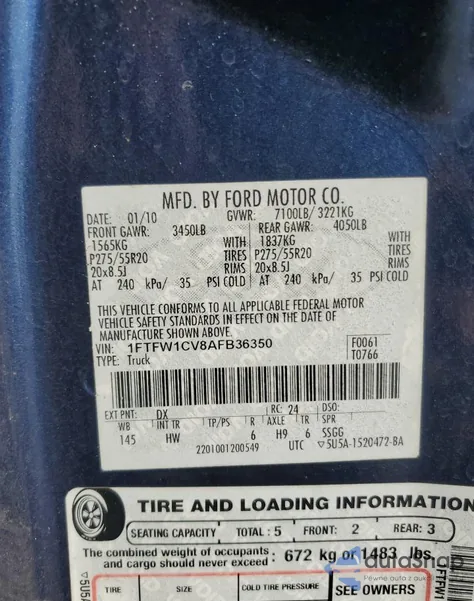 MFD. BY FORD MOTOR CO.
DATE: 01/10 GVWR: 7100LB/ 3221KG
FRONT GAWR: 3450LB REAR GAWR: 4050LB
1565KG WITH 1837KG WITH
P275/55R20 TIRES P275/55R20 TIRES
20x8.5J RIMS 20x8.5J RIMS
AT 240 kPa/ 35 PSI COLD AT 240 kPa/ 35 PSI COLD
THIS VEHICLE CONFORMS TO ALL APPLICABLE FEDERAL MOTOR
VEHICLE SAFETY STANDARDS IN EFFECT ON THE DATE OF
MANUFACTURE SHOWN ABOVE.
VIN: 1FTFW1CV8AFB36350 F0061
TYPE: Truck T0766
EXT PNT: DX RC: 24 DSO:
WB INT TR TP/PS R AXLE TR SPR
145 HW 6 H9 6 SSGG
2201001200549 UTC ▽5U5A-1520472-BA
TIRE AND LOADING INFORMATION
SEATING CAPACITY TOTAL: 5 FRONT: 2 REAR: 3
The combined weight of occupants and cargo should never exceed: 672 kg or 1483 lbs.
TIRE SIZE COLD TIRE PRESSURE SEE OWNERS
▽5U5A
FTFW1
autoSnap
Pewne auto z